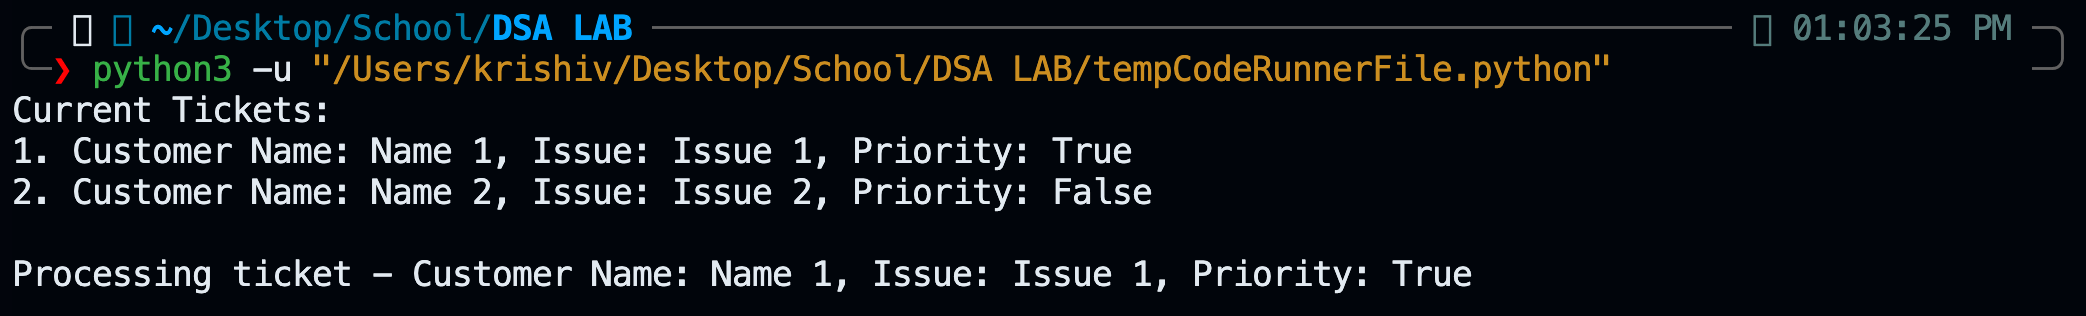 ~/Desktop/School/DSA LAB 01:03:25 PM
❯ python3 -u "/Users/krishiv/Desktop/School/DSA LAB/tempCodeRunnerFile.python"
Current Tickets:
1. Customer Name: Name 1, Issue: Issue 1, Priority: True
2. Customer Name: Name 2, Issue: Issue 2, Priority: False
Processing ticket - Customer Name: Name 1, Issue: Issue 1, Priority: True